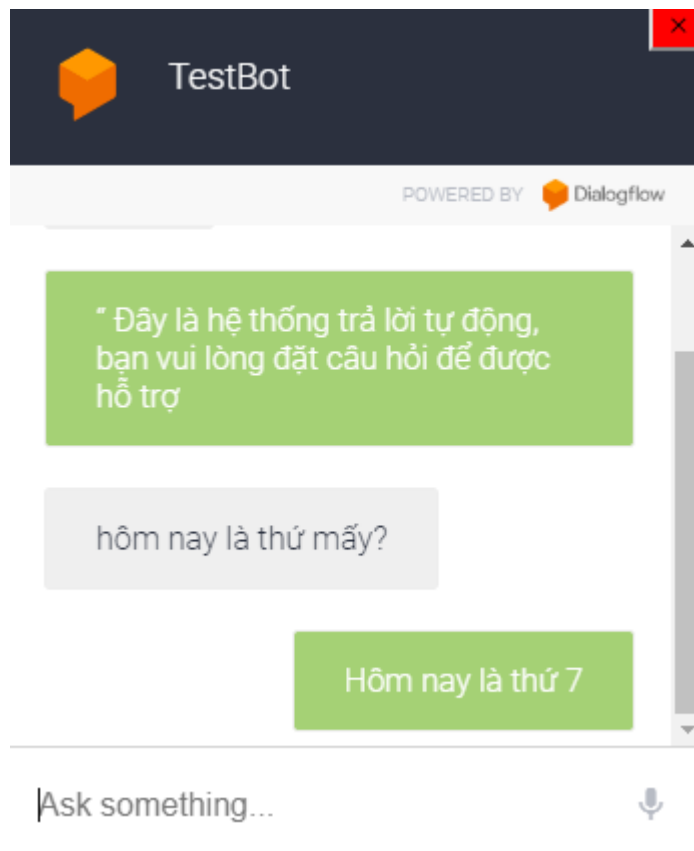 TestBot
POWERED BY Dialogflow
“ Đây là hệ thống trả lời tự động,
bạn vui lòng đặt câu hỏi để được
hỗ trợ
hôm nay là thứ mấy?
Hôm nay là thứ 7
Ask something...